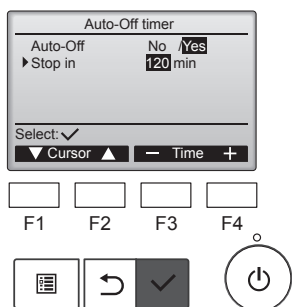 Auto-Off timer
Auto-Off No /Yes
▶Stop in 120 min
Select:✓
▼ Cursor ▲ − Time +
F1 F2 F3 F4